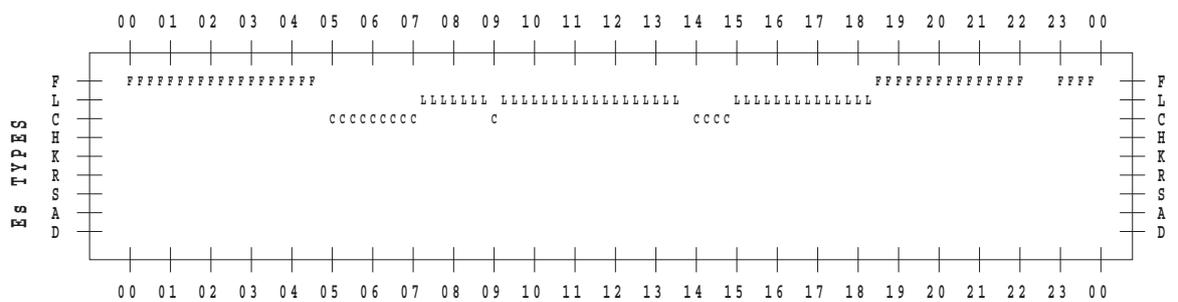 00 01 02 03 04 05 06 07 08 09 10 11 12 13 14 15 16 17 18 19 20 21 22 23 00
F FFFFFFFFFFFFFFFFFFF FFFFFFFFFFFFFFF FFFF F
L LLLLLLL LLLLLLLLLLLLLLLLLL LLLLLLLLLLLLLL L
C CCCCCCCCC C CCCC C
H H
K K
R R
S S
A A
D D
Es TYPES
00 01 02 03 04 05 06 07 08 09 10 11 12 13 14 15 16 17 18 19 20 21 22 23 00